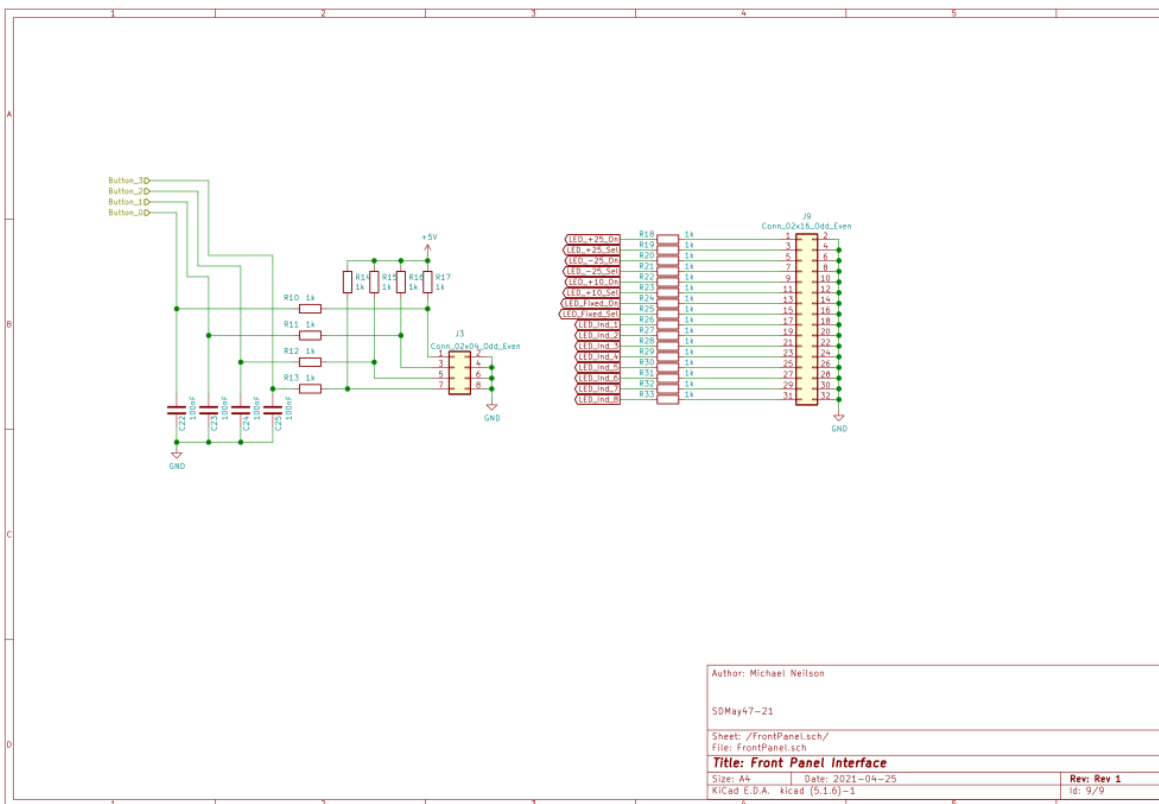 1 2 3 4 5
A
B
C
D
Button_3
Button_2
Button_1
Button_0
+5V
R14 R15 R16 R17
1k 1k 1k 1k
R10 1k
R11 1k
R12 1k
R13 1k
J3
Conn_02x04_Odd_Even
1 2
3 4
5 6
7 8
GND
C22 100nF
C23 100nF
C24 100nF
C25 100nF
GND
J9
Conn_02x16_Odd_Even
LED_+25_On R18 1k 1 2
LED_+25_Sel R19 1k 3 4
LED_-25_On R20 1k 5 6
LED_-25_Sel R21 1k 7 8
LED_+10_On R22 1k 9 10
LED_+10_Sel R23 1k 11 12
LED_Fixed_On R24 1k 13 14
LED_Fixed_Sel R25 1k 15 16
LED_Ind_1 R26 1k 17 18
LED_Ind_2 R27 1k 19 20
LED_Ind_3 R28 1k 21 22
LED_Ind_4 R29 1k 23 24
LED_Ind_5 R30 1k 25 26
LED_Ind_6 R31 1k 27 28
LED_Ind_7 R32 1k 29 30
LED_Ind_8 R33 1k 31 32
GND
Author: Michael Neilson
SDMay47-21
Sheet: /FrontPanel.sch/
File: FrontPanel.sch
Title: Front Panel Interface
Size: A4 Date: 2021-04-25 Rev: Rev 1
KiCad E.D.A. kicad (5.1.6)-1 Id: 9/9
1 2 3 4 5